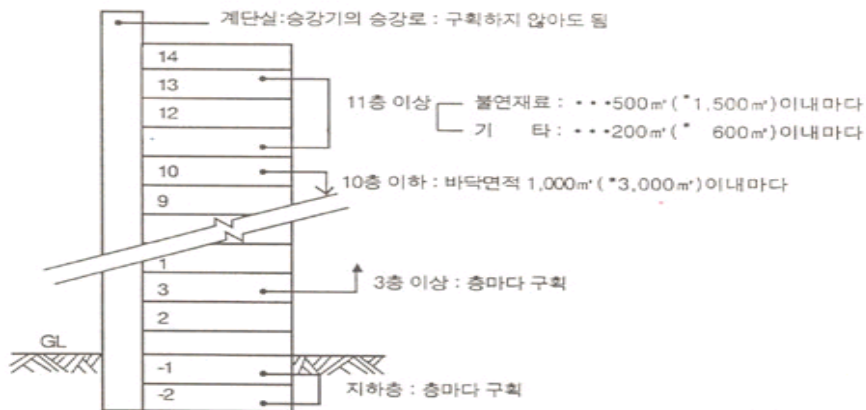 계단실:승강기의 승강로 : 구획하지 않아도 됨
14
13
12
11층 이상
불연재료 : •••500㎡(*1,500㎡)이내마다
기 타 : •••200㎡(* 600㎡)이내마다
10
10층 이하 : 바닥면적 1,000㎡(*3,000㎡)이내마다
9
1
3
3층 이상 : 층마다 구획
2
GL
-1
-2
지하층 : 층마다 구획